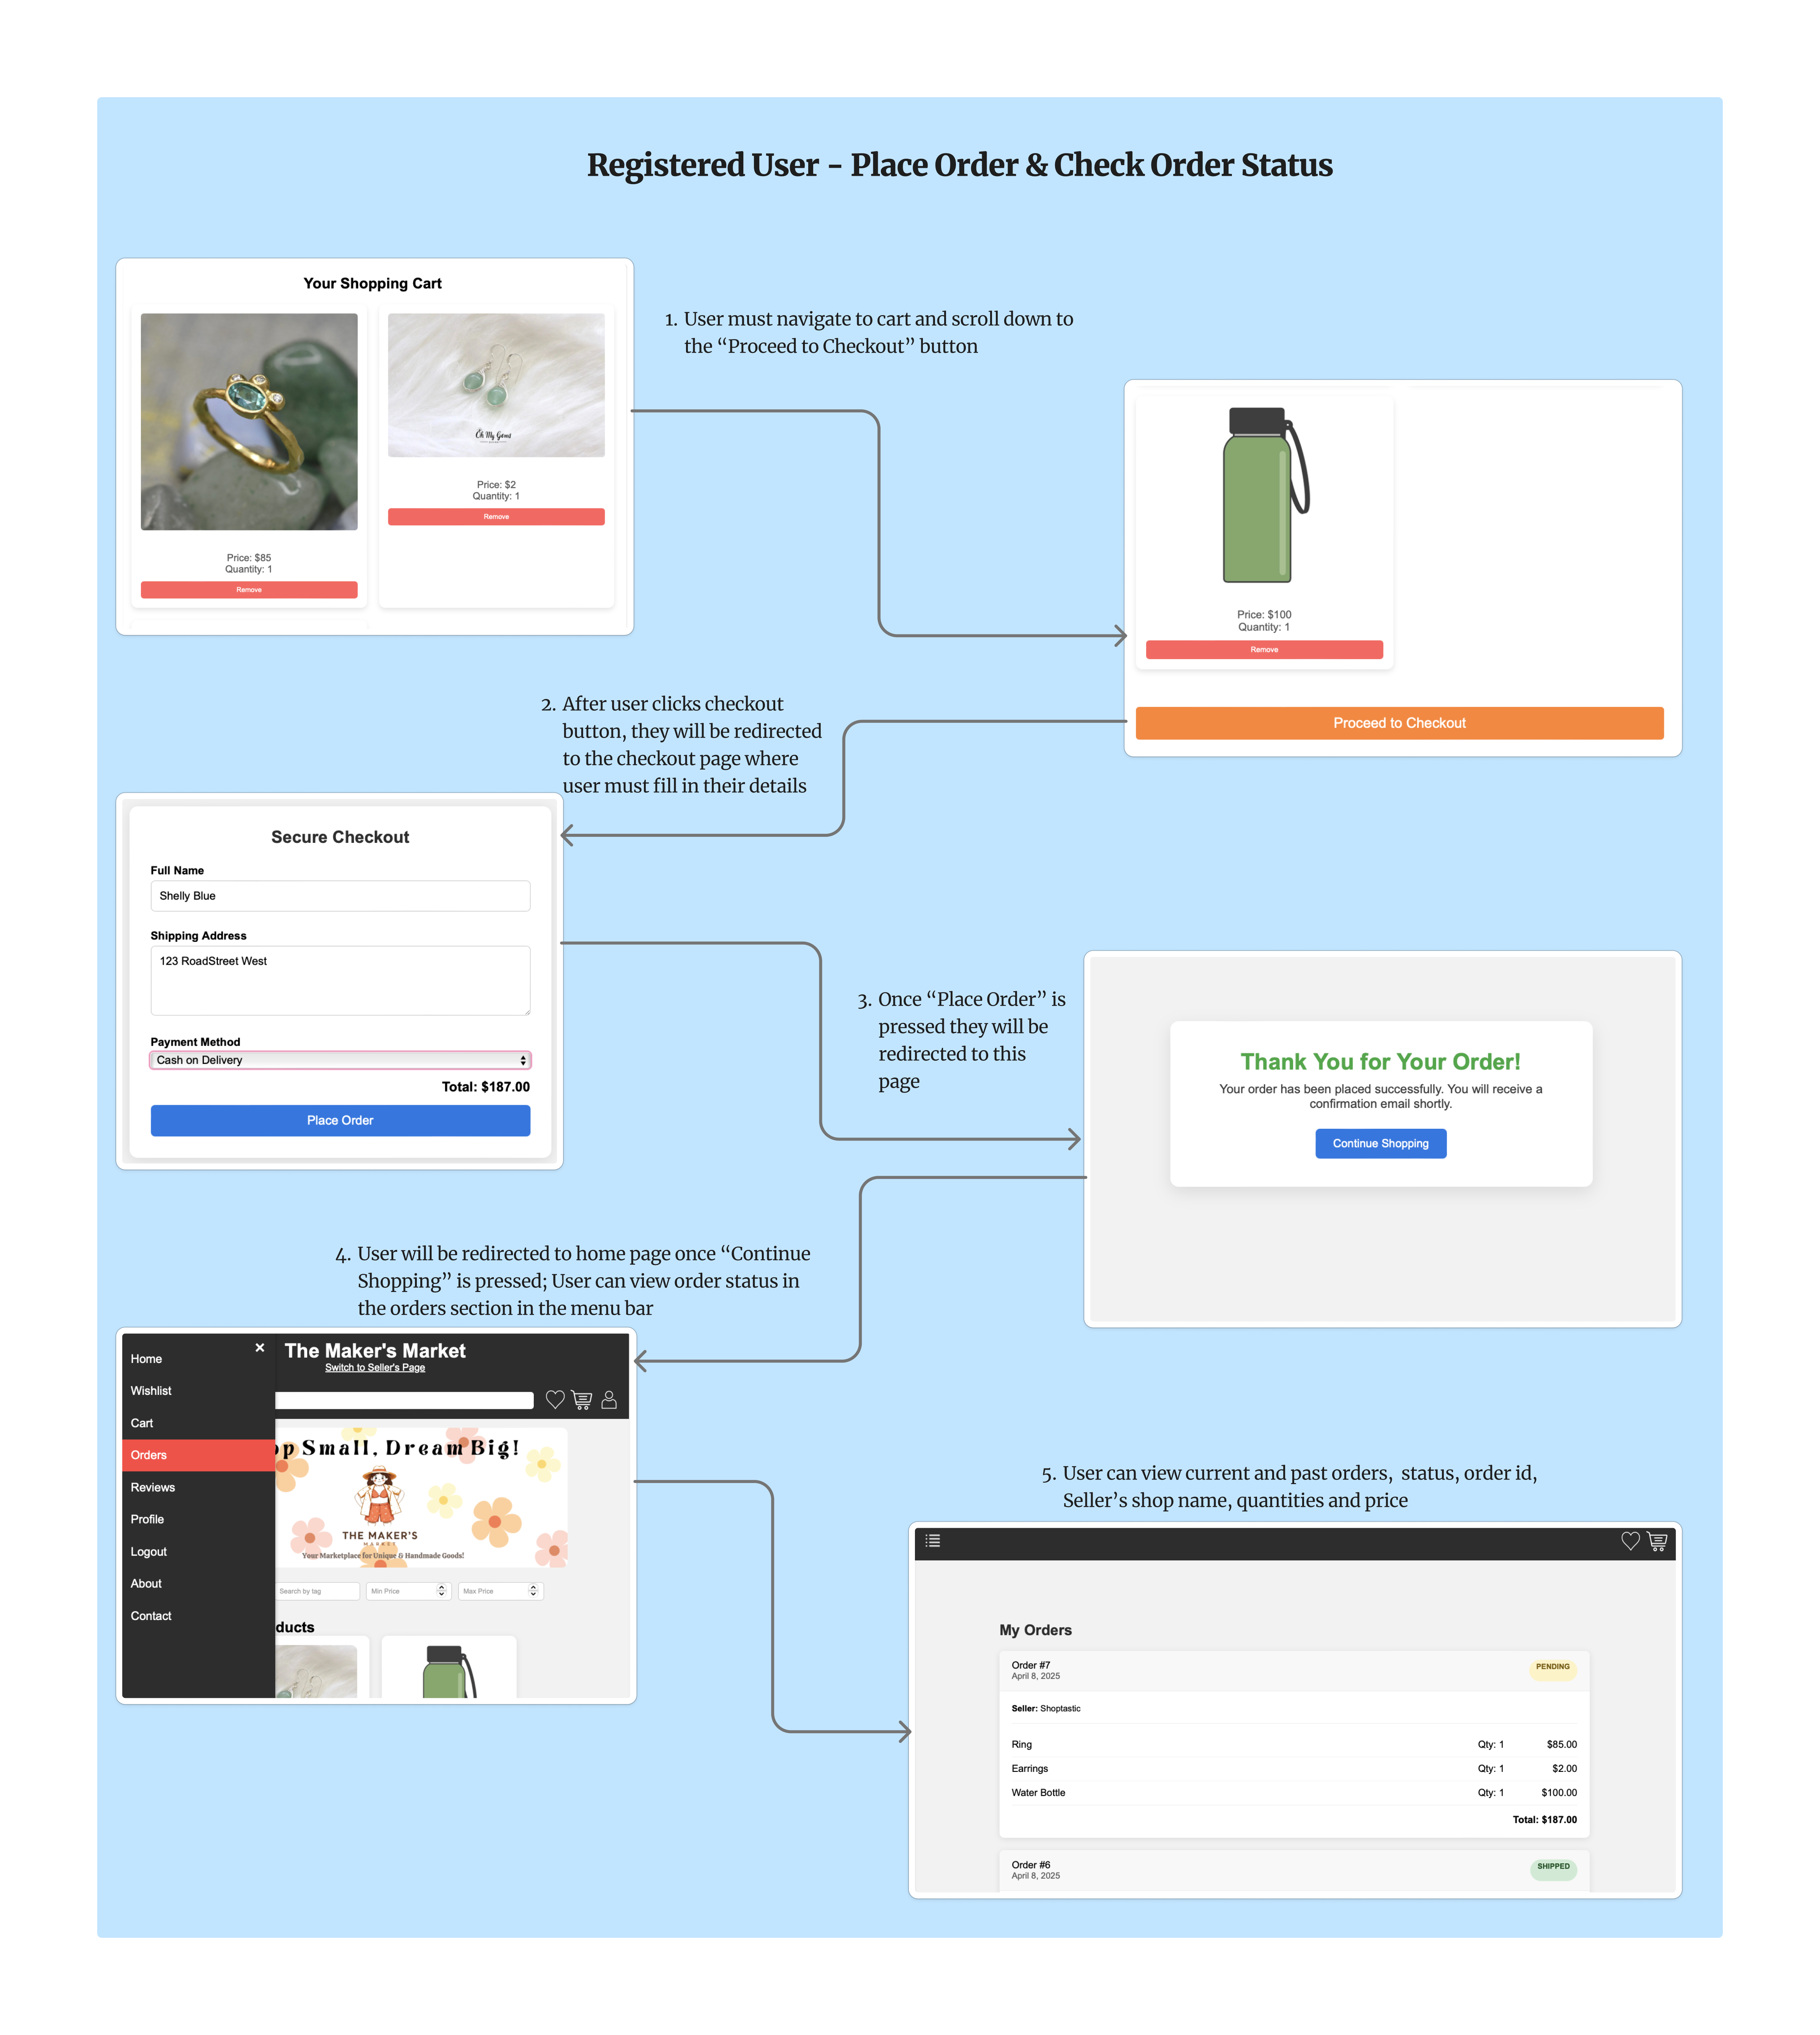 Registered User - Place Order & Check Order Status
Your Shopping Cart
Oh My Gems
Price: $85
Quantity: 1
Remove
Price: $2
Quantity: 1
Remove
1. User must navigate to cart and scroll down to
the “Proceed to Checkout” button
Price: $100
Quantity: 1
Remove
Proceed to Checkout
2. After user clicks checkout
button, they will be redirected
to the checkout page where
user must fill in their details
Secure Checkout
Full Name
Shelly Blue
Shipping Address
123 RoadStreet West
Payment Method
Cash on Delivery
Total: $187.00
Place Order
3. Once “Place Order” is
pressed they will be
redirected to this
page
Thank You for Your Order!
Your order has been placed successfully. You will receive a
confirmation email shortly.
Continue Shopping
4. User will be redirected to home page once “Continue
Shopping” is pressed; User can view order status in
the orders section in the menu bar
Home
Wishlist
Cart
Orders
Reviews
Profile
Logout
About
Contact
×
The Maker's Market
Switch to Seller's Page
op Small, Dream Big!
THE MAKER'S
MARKET
Your Marketplace for Unique & Handmade Goods!
Search by tag
Min Price
Max Price
ducts
5. User can view current and past orders, status, order id,
Seller’s shop name, quantities and price
My Orders
Order #7
April 8, 2025
PENDING
Seller: Shoptastic
Ring Qty: 1 $85.00
Earrings Qty: 1 $2.00
Water Bottle Qty: 1 $100.00
Total: $187.00
Order #6
April 8, 2025
SHIPPED